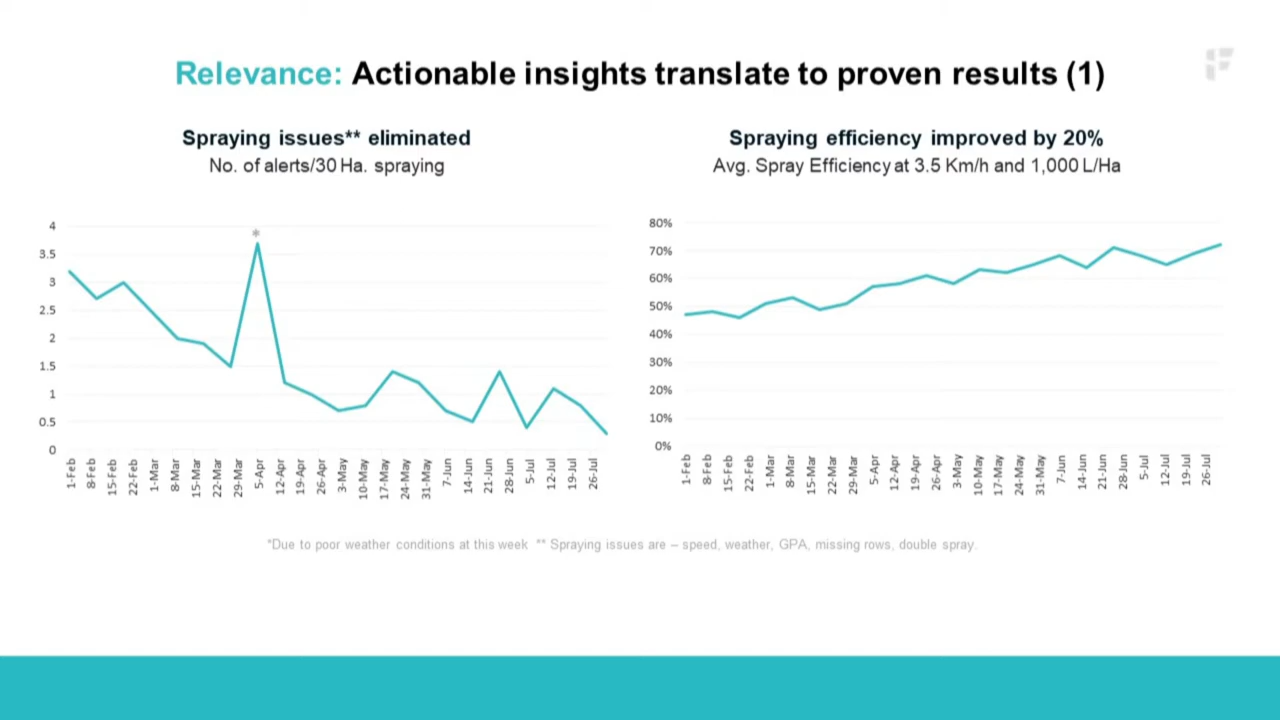 Relevance: Actionable insights translate to proven results (1)
Spraying issues** eliminated
No. of alerts/30 Ha. spraying
4
3.5
3
2.5
2
1.5
1
0.5
0
*
1-Feb
8-Feb
15-Feb
22-Feb
1-Mar
8-Mar
15-Mar
22-Mar
29-Mar
5-Apr
12-Apr
19-Apr
26-Apr
3-May
10-May
17-May
24-May
31-May
7-Jun
14-Jun
21-Jun
28-Jun
5-Jul
12-Jul
19-Jul
26-Jul
Spraying efficiency improved by 20%
Avg. Spray Efficiency at 3.5 Km/h and 1,000 L/Ha
80%
70%
60%
50%
40%
30%
20%
10%
0%
1-Feb
8-Feb
15-Feb
22-Feb
1-Mar
8-Mar
15-Mar
22-Mar
29-Mar
5-Apr
12-Apr
19-Apr
26-Apr
3-May
10-May
17-May
24-May
31-May
7-Jun
14-Jun
21-Jun
28-Jun
5-Jul
12-Jul
19-Jul
26-Jul
*Due to poor weather conditions at this week ** Spraying issues are – speed, weather, GPA, missing rows, double spray.